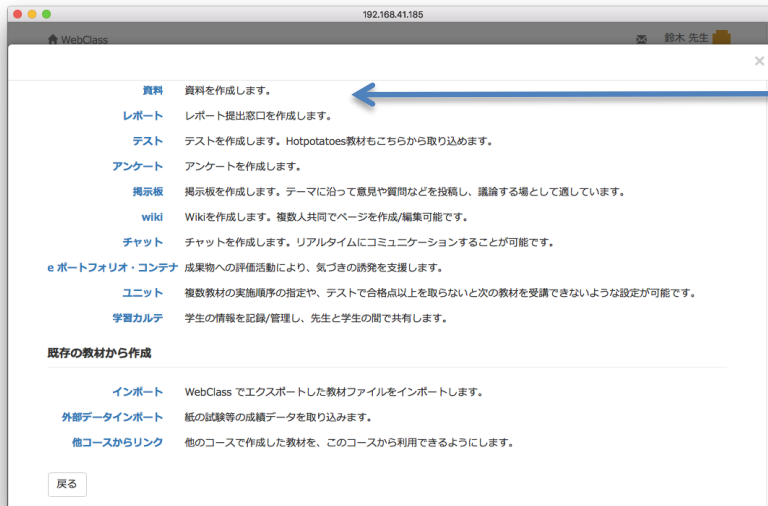 192.168.41.185
WebClass 鈴木 先生
×
資料 資料を作成します。
レポート レポート提出窓口を作成します。
テスト テストを作成します。Hotpotatoes教材もこちらから取り込めます。
アンケート アンケートを作成します。
掲示板 掲示板を作成します。テーマに沿って意見や質問などを投稿し、議論する場として適しています。
wiki Wikiを作成します。複数人共同でページを作成/編集可能です。
チャット チャットを作成します。リアルタイムにコミュニケーションすることが可能です。
e ポートフォリオ・コンテナ 成果物への評価活動により、気づきの誘発を支援します。
ユニット 複数教材の実施順序の指定や、テストで合格点以上を取らないと次の教材を受講できないような設定が可能です。
学習カルテ 学生の情報を記録/管理し、先生と学生の間で共有します。
既存の教材から作成
インポート WebClass でエクスポートした教材ファイルをインポートします。
外部データインポート 紙の試験等の成績データを取り込みます。
他コースからリンク 他のコースで作成した教材を、このコースから利用できるようにします。
戻る